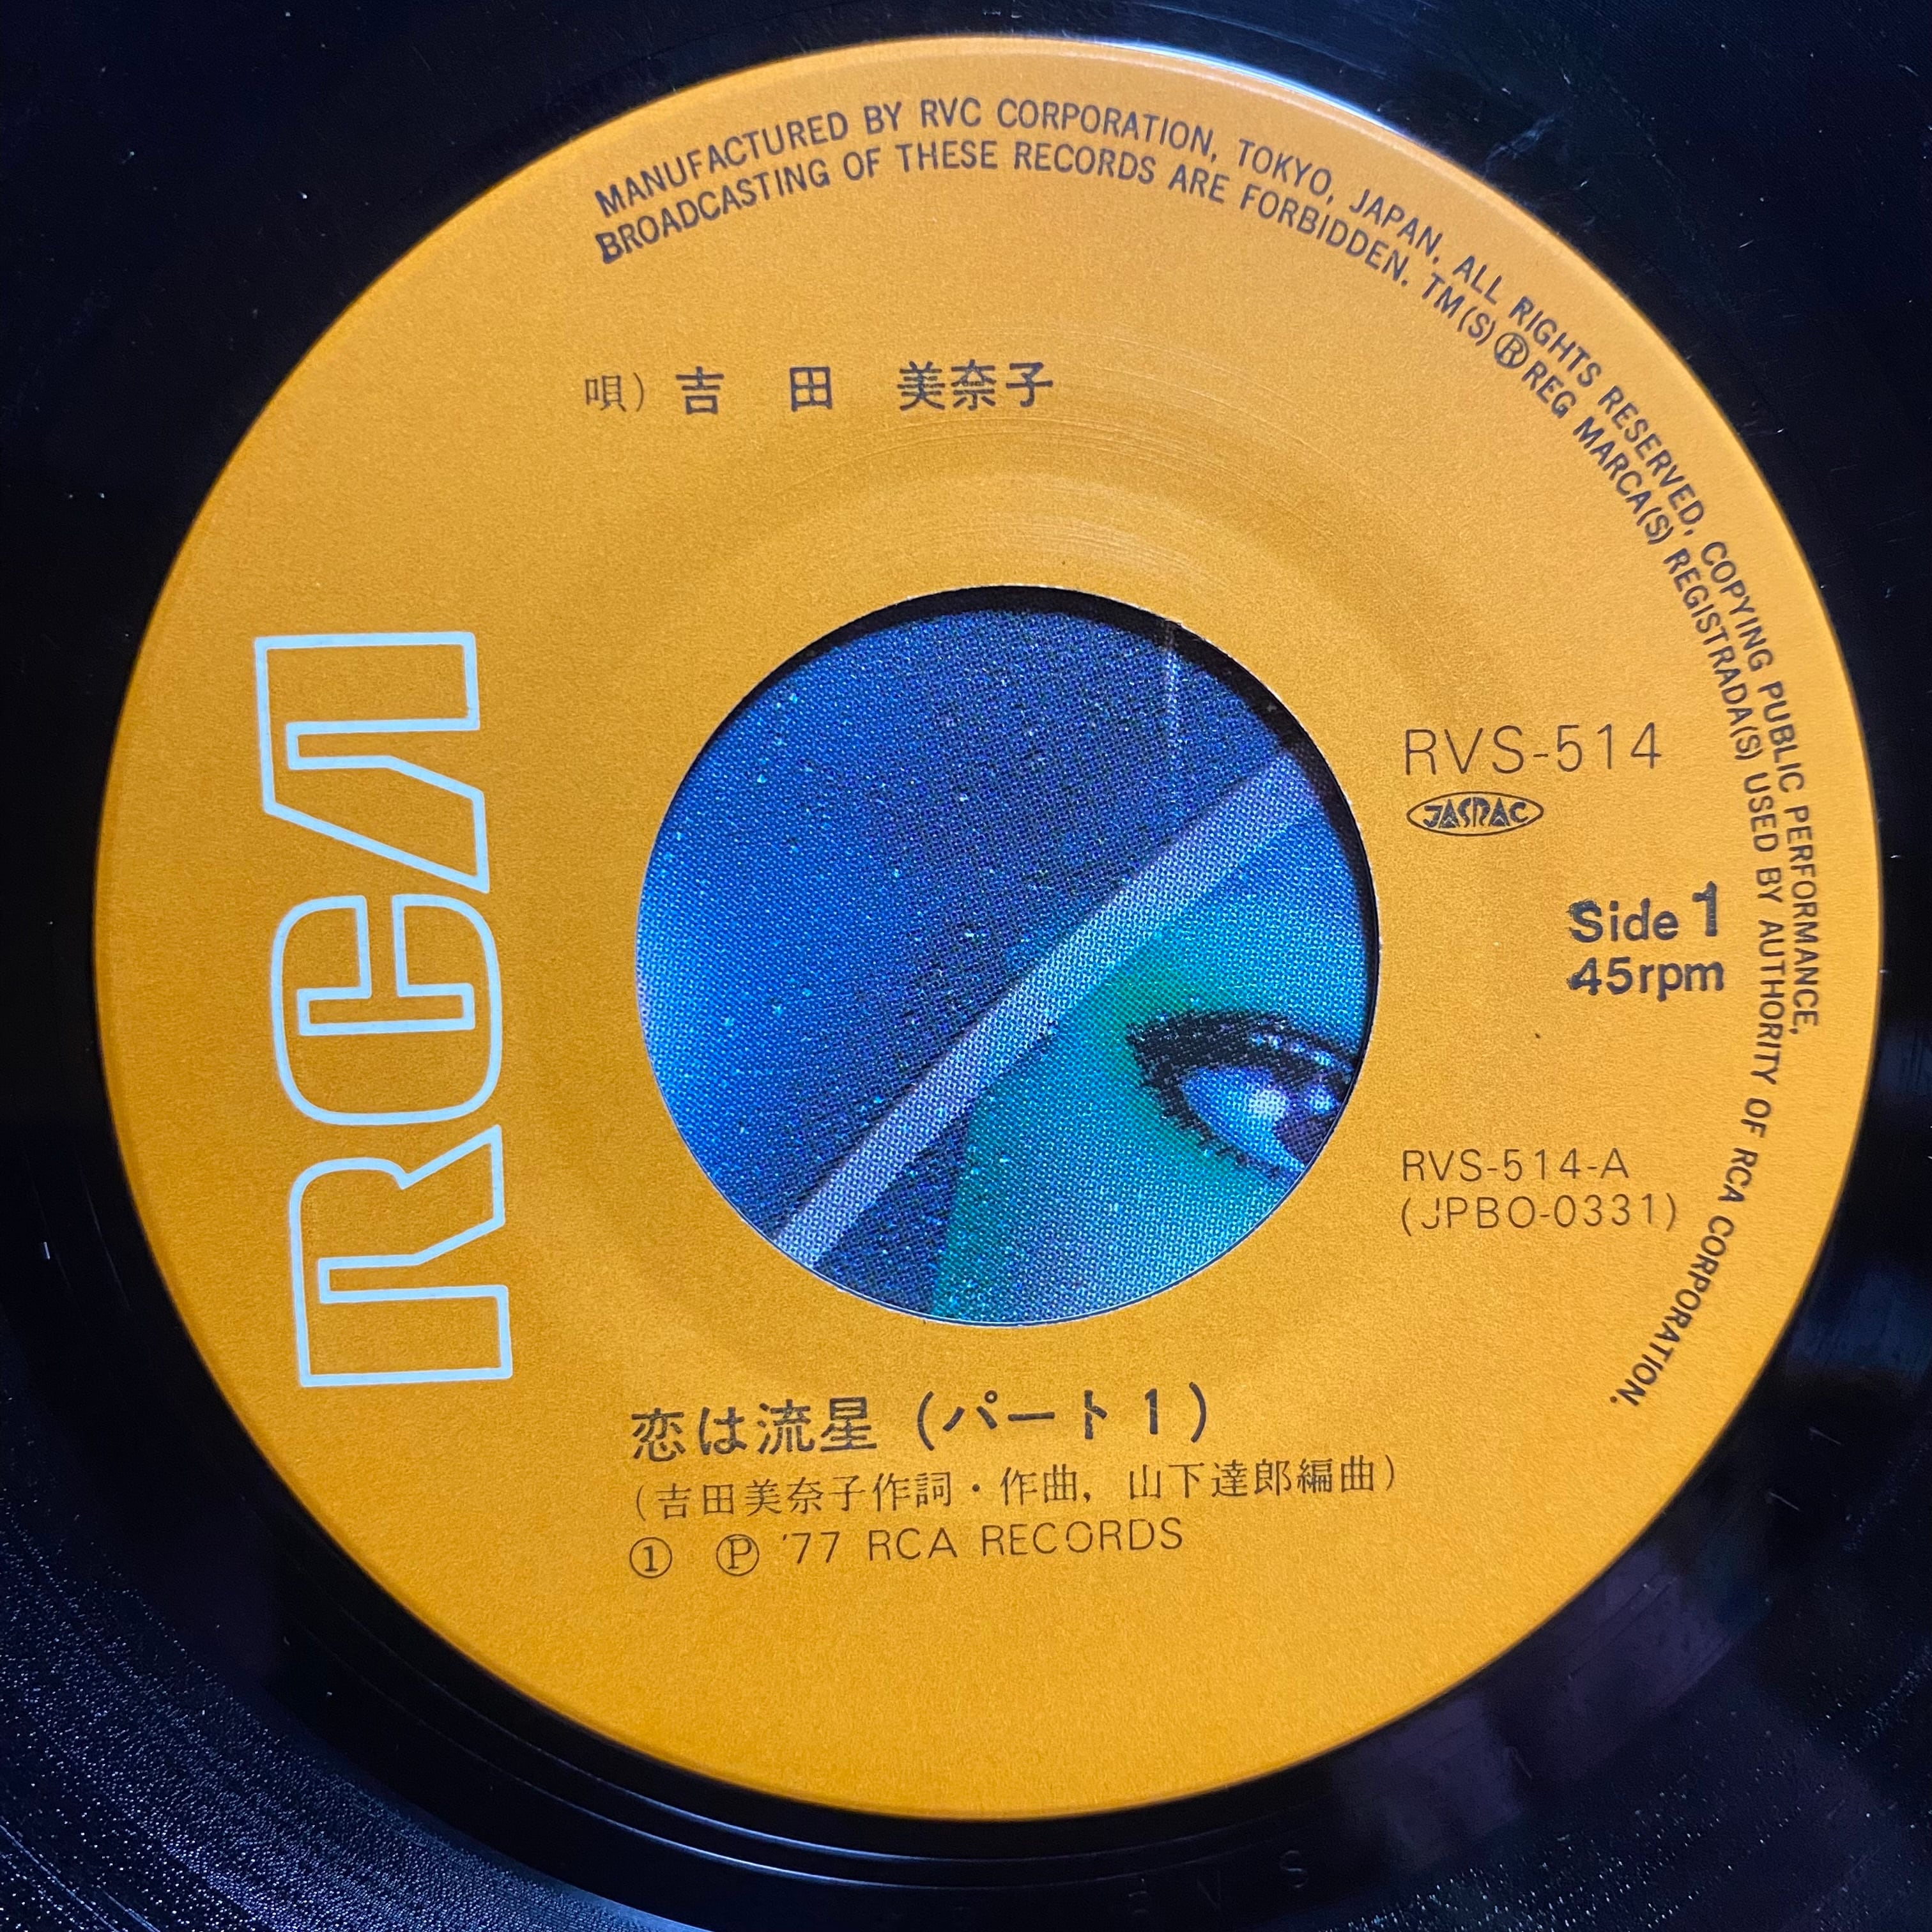 MANUFACTURED BY RVC CORPORATION, TOKYO, JAPAN. ALL RIGHTS RESERVED, COPYING PUBLIC PERFORMANCE,
BROADCASTING OF THESE RECORDS ARE FORBIDDEN. TM(S)®REG MARCA(S) REGISTRADA(S) USED BY AUTHORITY OF RCA CORPORATION.
唄) 吉 田 美奈子
RCA
RVS-514
JASRAC
Side 1
45rpm
RVS-514-A
(JPBO-0331)
恋は流星 (パート1)
(吉田美奈子作詞・作曲, 山下達郎編曲)
① Ⓟ '77 RCA RECORDS